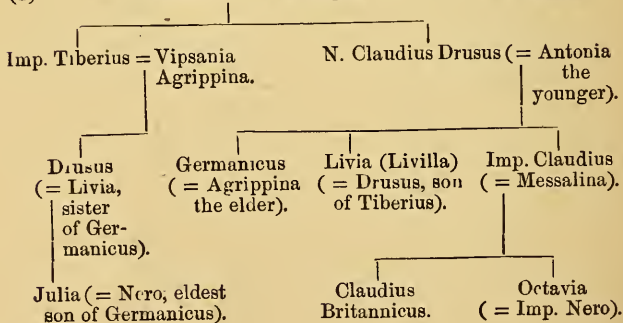 Imp. Tiberius = Vipsania
Agrippina.
N. Claudius Drusus (= Antonia
the
younger).
Drusus
(= Livia,
sister
of Ger-
manicus).
Germanicus
(= Agrippina
the elder).
Livia (Livilla)
(= Drusus, son
of Tiberius).
Imp. Claudius
(= Messalina).
Julia (= Nero, eldest
son of Germanicus).
Claudius
Britannicus.
Octavia
(= Imp. Nero).